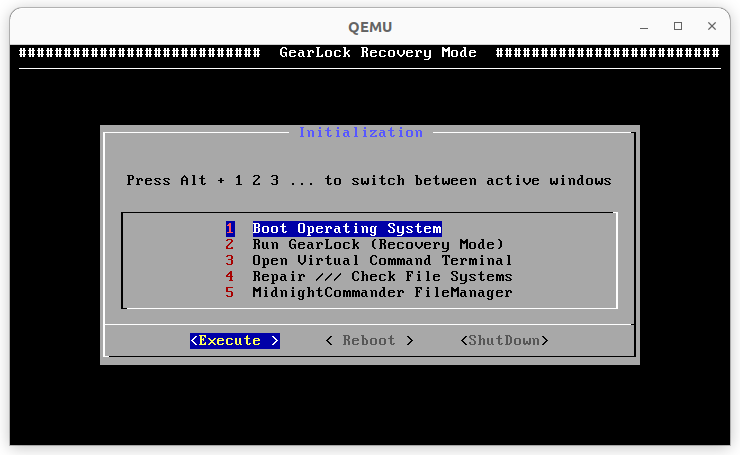 QEMU
########################### GearLock Recovery Mode #########################
Initialization
Press Alt + 1 2 3 ... to switch between active windows
1 Boot Operating System
2 Run GearLock (Recovery Mode)
3 Open Virtual Command Terminal
4 Repair /// Check File Systems
5 MidnightCommander FileManager
<Execute > < Reboot > <ShutDown>